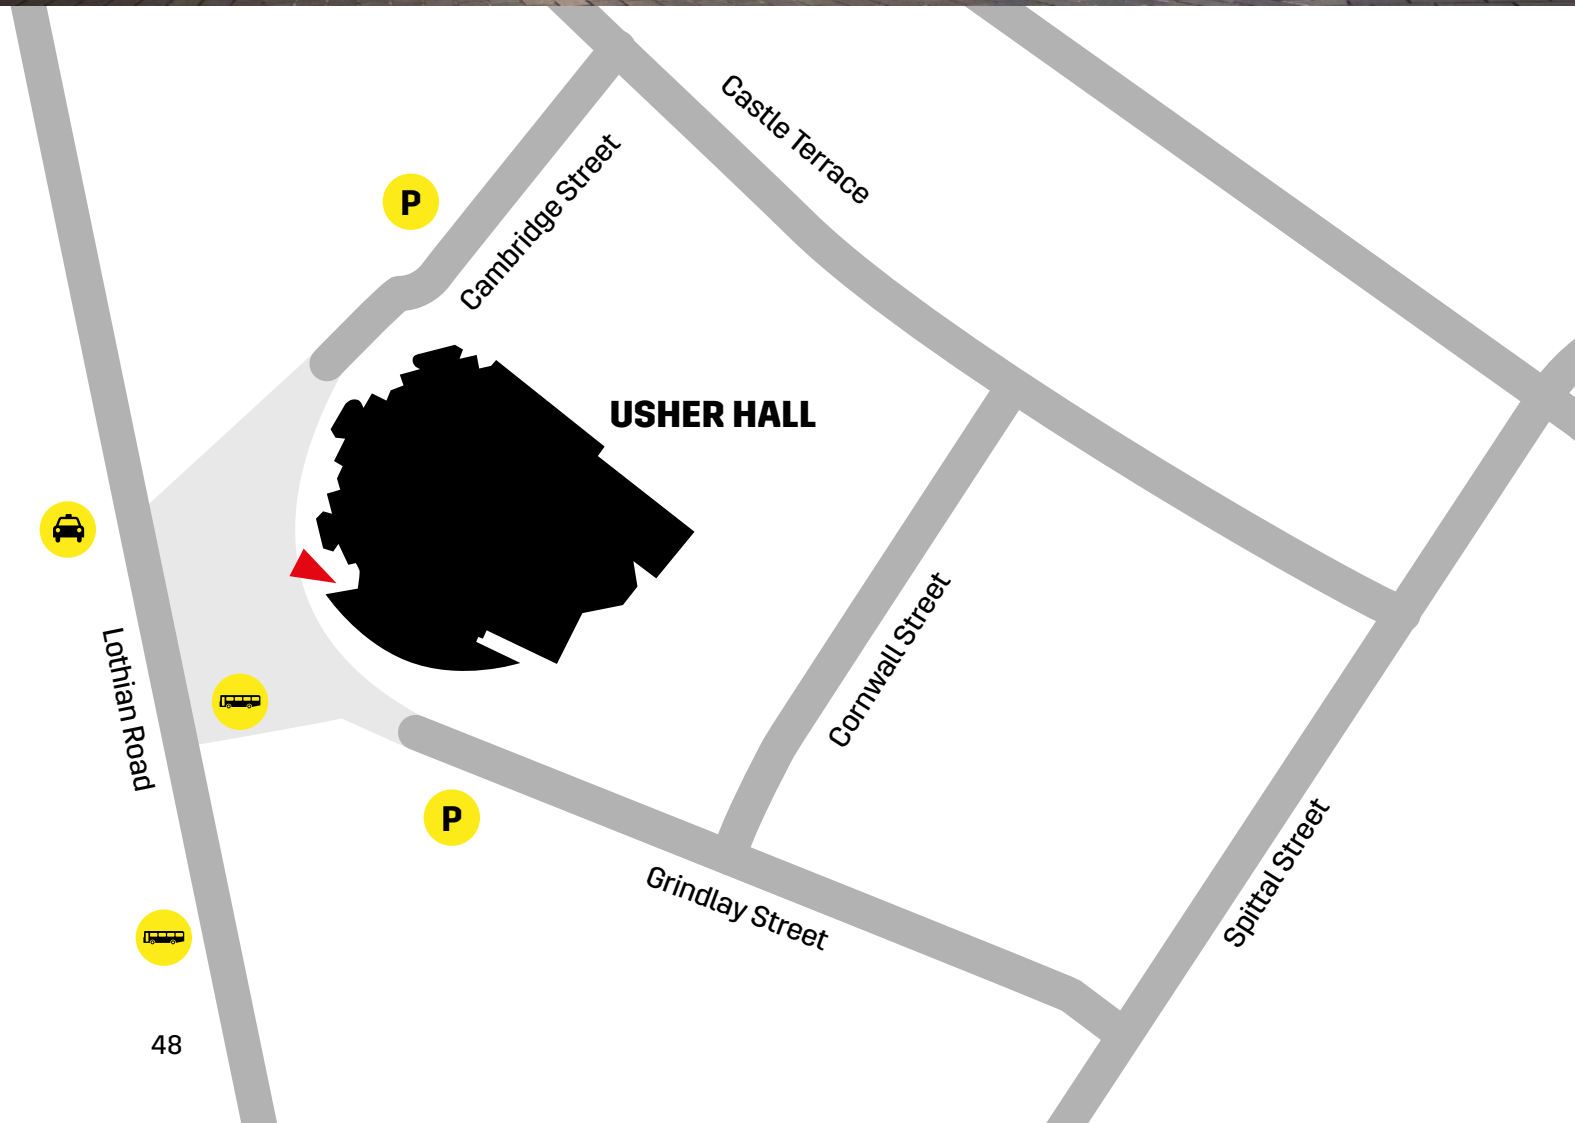 Castle Terrace
Cambridge Street
P
USHER HALL
Cornwall Street
Lothian Road
P
Grindlay Street
Spittal Street
48